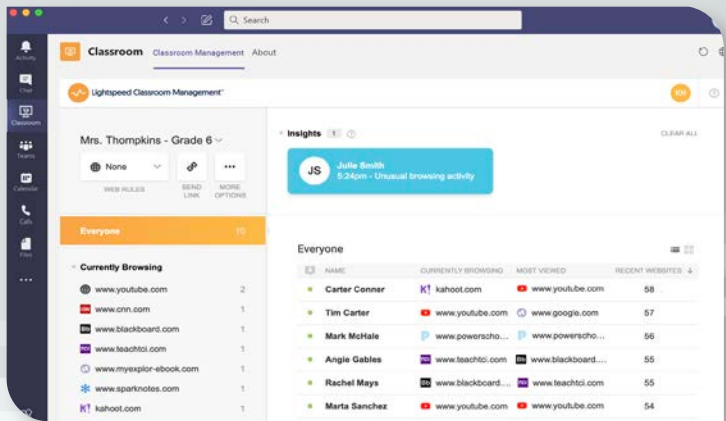 Search
Activity
Chat
Classroom
Teams
Calendar
Calls
Files
Classroom Classroom Management About
Lightspeed Classroom Management™
Mrs. Thompkins - Grade 6
None
WEB RULES
SEND LINK
MORE OPTIONS
Everyone 10
Currently Browsing
www.youtube.com 2
www.cnn.com 1
www.blackboard.com 1
www.teachtci.com 1
www.myexplor-ebook.com 1
www.sparknotes.com 1
kahoot.com 1
Insights 1
CLEAR ALL
JS
Julie Smith
5:24pm - Unusual browsing activity
Everyone
NAME CURRENTLY BROWSING MOST VIEWED RECENT WEBSITES
Carter Conner kahoot.com www.youtube.com 58
Tim Carter www.youtube.com www.google.com 57
Mark McHale www.powerscho... www.powerscho... 56
Angie Gables www.teachtci.com www.blackboard.... 55
Rachel Mays www.blackboard.... www.teachtci.com 55
Marta Sanchez www.youtube.com www.youtube.com 54